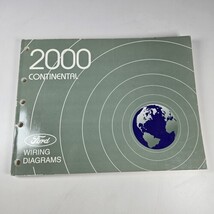 2000
CONTINENTAL
Ford
WIRING
DIAGRAMS